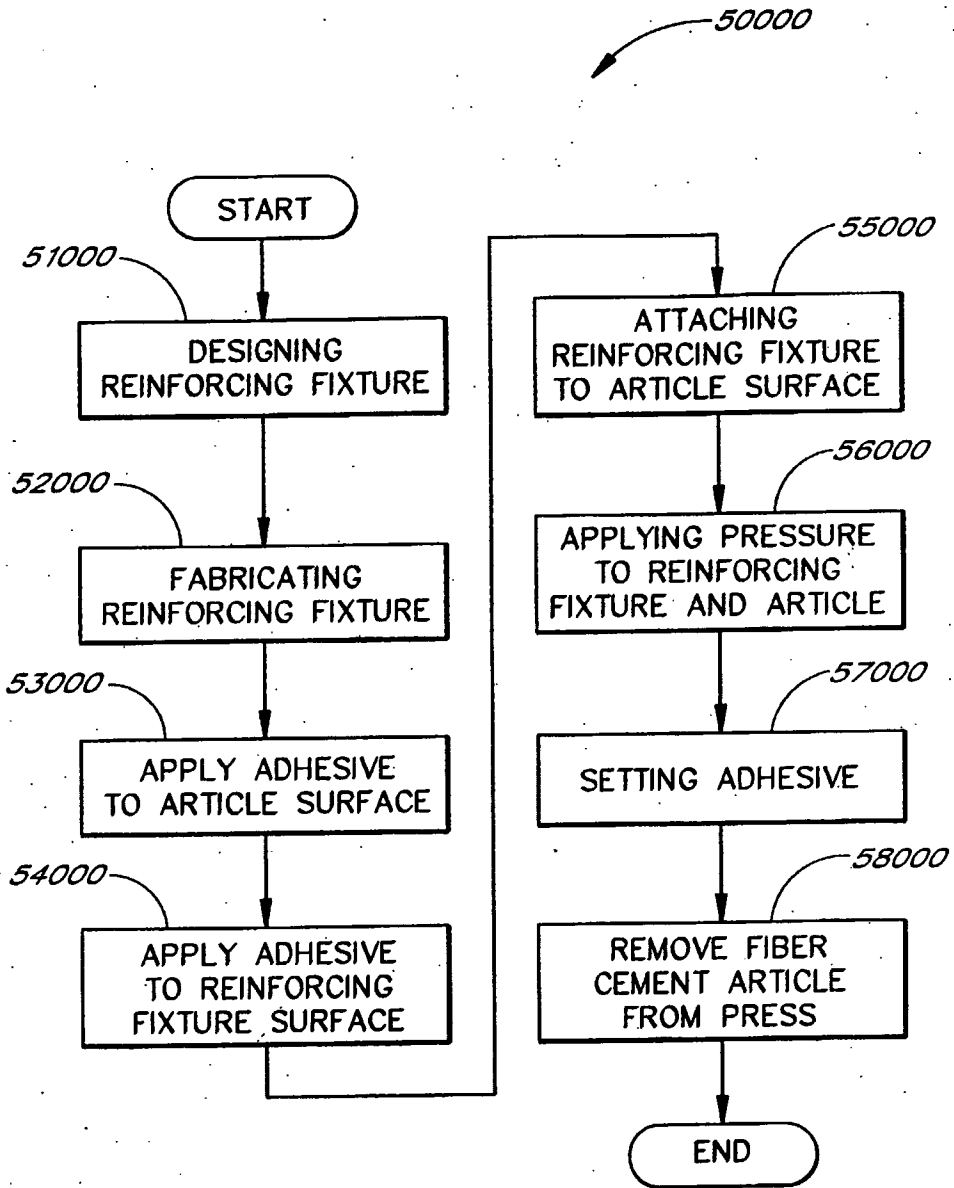 50000
START
51000
DESIGNING
REINFORCING FIXTURE
52000
FABRICATING
REINFORCING FIXTURE
53000
APPLY ADHESIVE
TO ARTICLE SURFACE
54000
APPLY ADHESIVE
TO REINFORCING
FIXTURE SURFACE
55000
ATTACHING
REINFORCING FIXTURE
TO ARTICLE SURFACE
56000
APPLYING PRESSURE
TO REINFORCING
FIXTURE AND ARTICLE
57000
SETTING ADHESIVE
58000
REMOVE FIBER
CEMENT ARTICLE
FROM PRESS
END